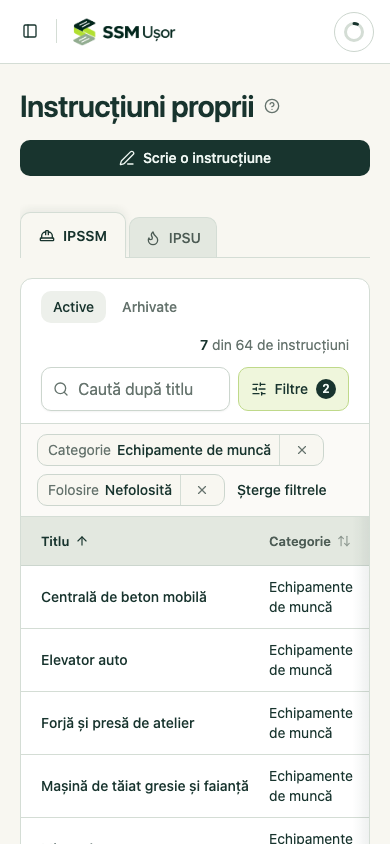 SSM Ușor
Instrucțiuni proprii
Scrie o instrucțiune
IPSSM
IPSU
Active
Arhivate
7 din 64 de instrucțiuni
Caută după titlu
Filtre 2
Categorie Echipamente de muncă
Folosire Nefolosită
Șterge filtrele
Titlu
Categorie
Centrală de beton mobilă
Echipamente
de muncă
Elevator auto
Echipamente
de muncă
Forjă și presă de atelier
Echipamente
de muncă
Mașină de tăiat gresie și faianță
Echipamente
de muncă
Echipamente